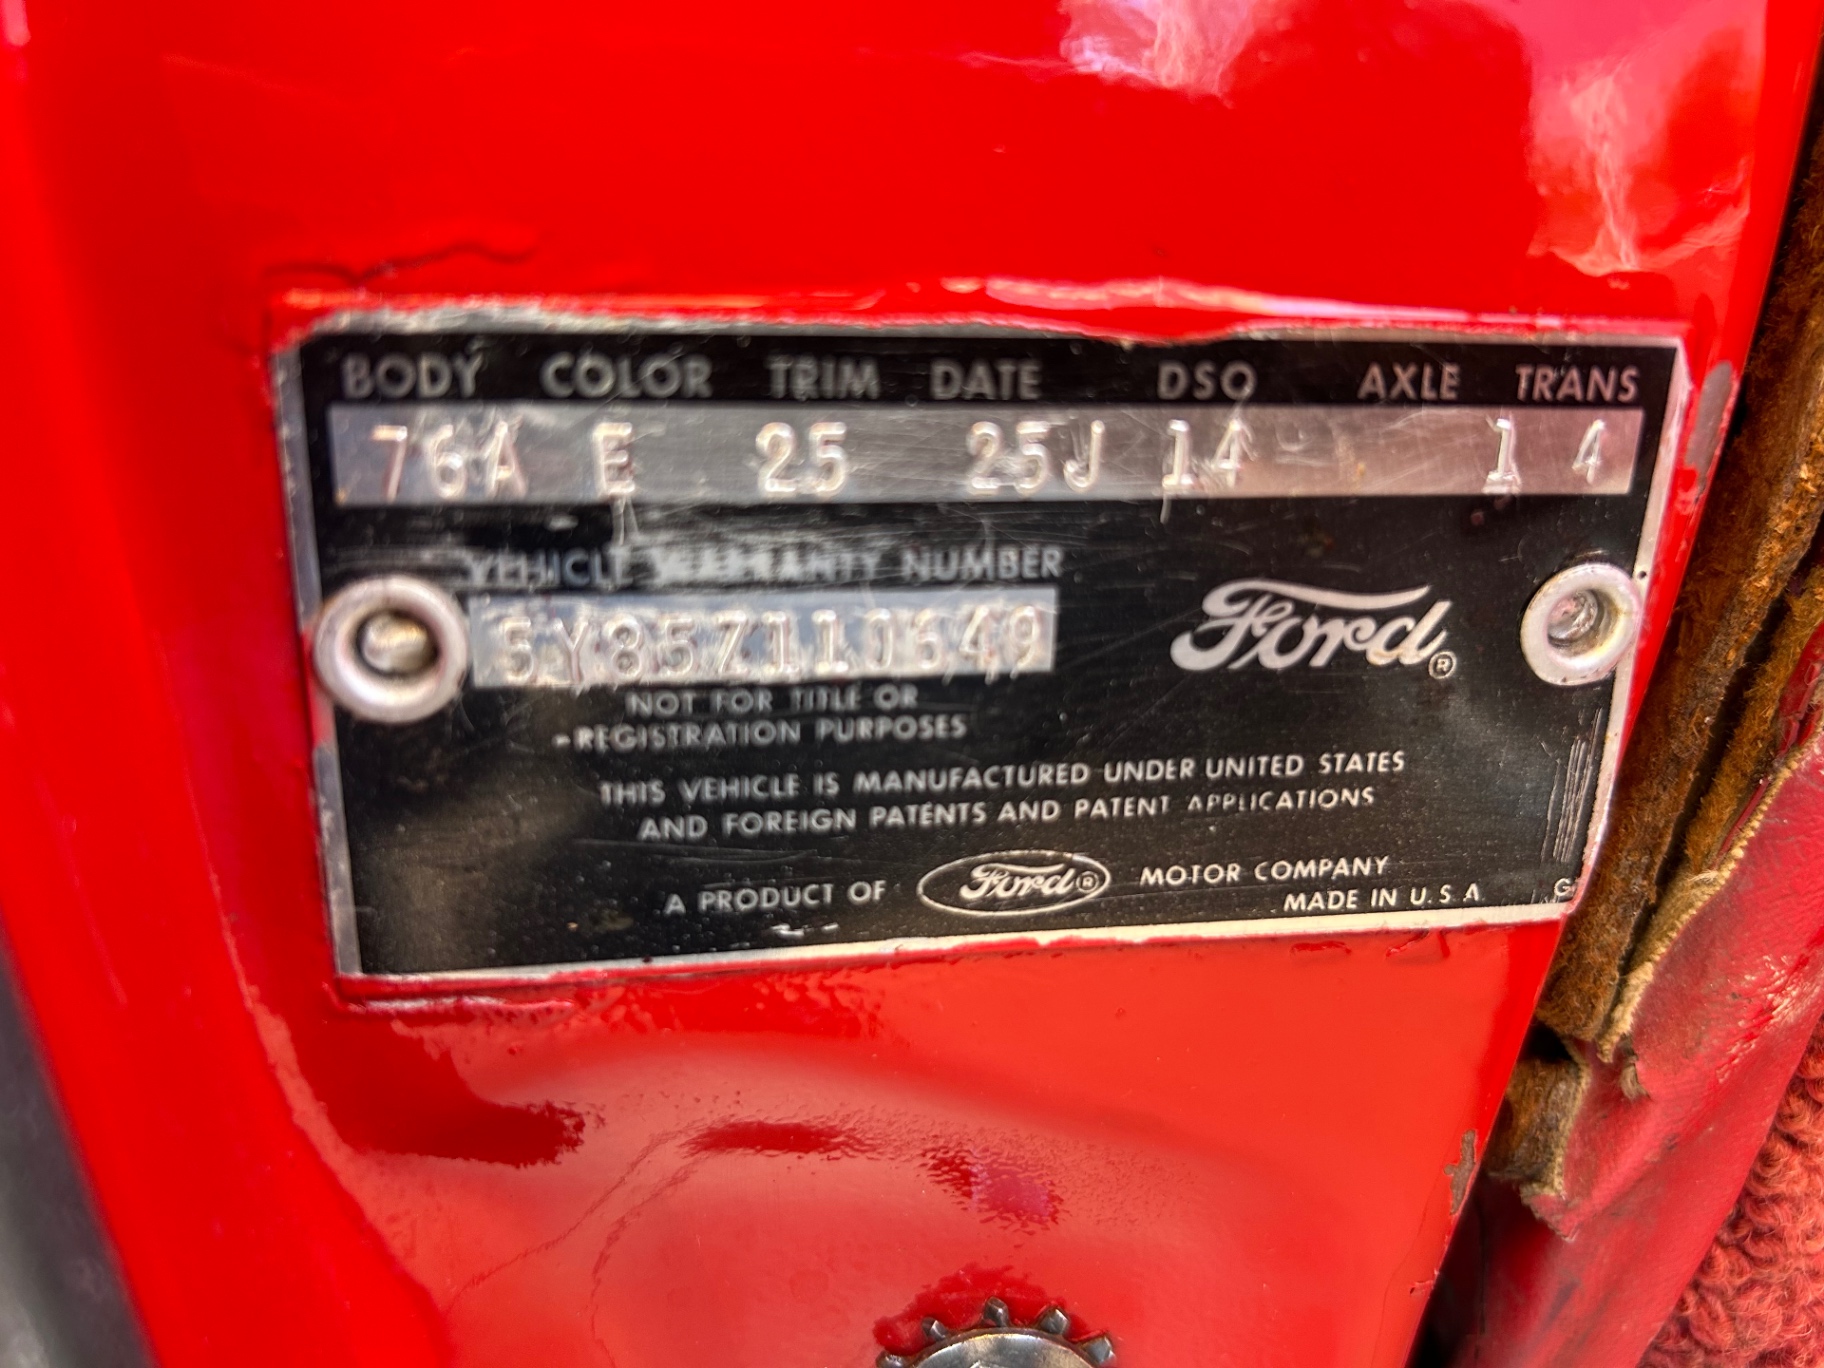 BODY COLOR TRIM DATE DSO AXLE TRANS
76A E 25 25J 14 1 4
VEHICLE WARRANTY NUMBER
5Y85Z110649
Ford®
NOT FOR TITLE OR
REGISTRATION PURPOSES
THIS VEHICLE IS MANUFACTURED UNDER UNITED STATES
AND FOREIGN PATENTS AND PATENT APPLICATIONS
A PRODUCT OF Ford® MOTOR COMPANY
MADE IN U.S.A.